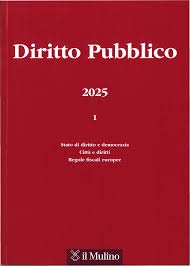 Diritto Pubblico
2025
1
Stato di diritto e democrazia
Città e diritti
Regole fiscali europee
il Mulino